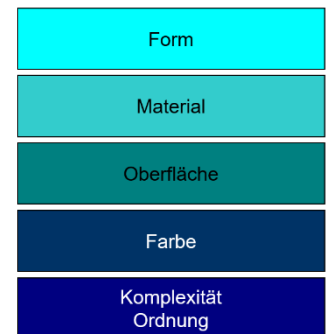 Form
Material
Oberfläche
Farbe
Komplexität
Ordnung